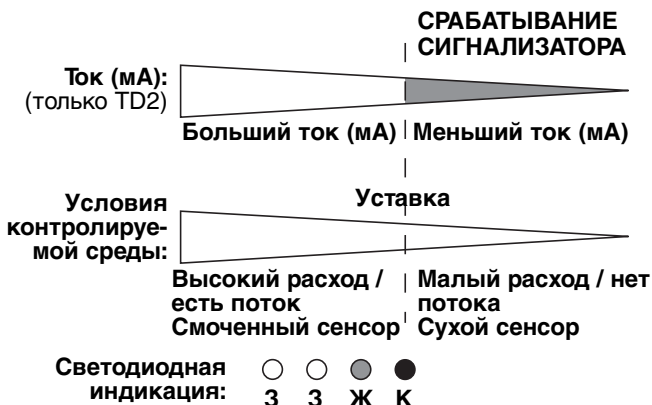 СРАБАТЫВАНИЕ
СИГНАЛИЗАТОРА
Ток (мА):
(только TD2)
Больший ток (мА) Меньший ток (мА)
Уставка
Условия
контролируе-
мой среды:
Высокий расход /
есть поток
Смоченный сенсор
Малый расход / нет
потока
Сухой сенсор
Светодиодная
индикация:
З З Ж К